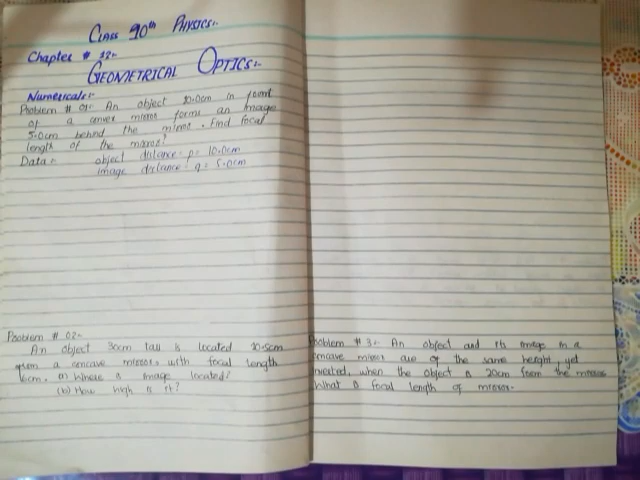 CLASS 10th PHYSICS:-
Chapter # 12:-
GEOMETRICAL OPTICS:-
Numericals:-
Problem # 01:- An object 10.0cm in front
of a convex mirror forms an image
5.0cm behind the mirror. Find focal
length of the mirror?
Data:- object distance = p = 10.0cm
image distance = q = 5.0cm
Problem # 02:-
An object 30cm tall is located 10.5cm
from a concave mirror with focal length
16cm. a) Where is image located?
(b) How high is it?
Problem # 3:- An object and its image in a
concave mirror are of the same height, yet
inverted, when the object is 20cm from the mirror
What is focal length of mirror.